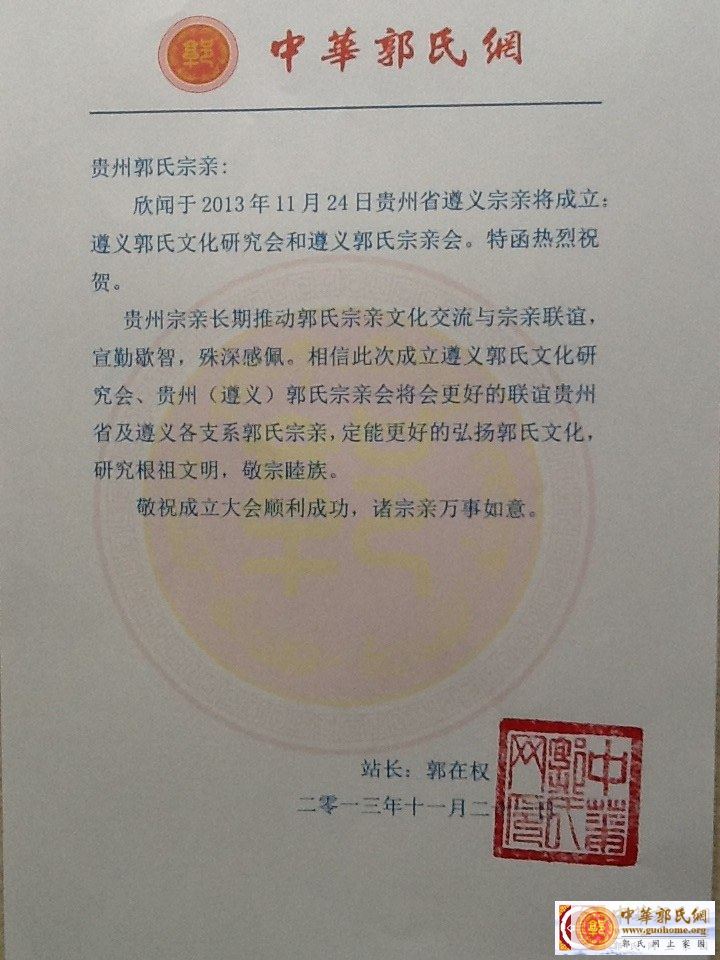 中華郭氏網
贵州郭氏宗亲:
欣闻于2013年11月24日贵州省遵义宗亲将成立:
遵义郭氏文化研究会和遵义郭氏宗亲会。特函热烈祝
贺。
贵州宗亲长期推动郭氏宗亲文化交流与宗亲联谊,
宣勤歇智，殊深感佩。相信此次成立遵义郭氏文化研
究会、贵州（遵义）郭氏宗亲会将会更好的联谊贵州
省及遵义各支系郭氏宗亲,定能更好的弘扬郭氏文化,
研究根祖文明，敬宗睦族。
敬祝成立大会顺利成功，诸宗亲万事如意。
站长：郭在权
二零一三年十一月二
中华
郭氏
网
中華郭氏網
www.guohome.org
郭氏网上家园